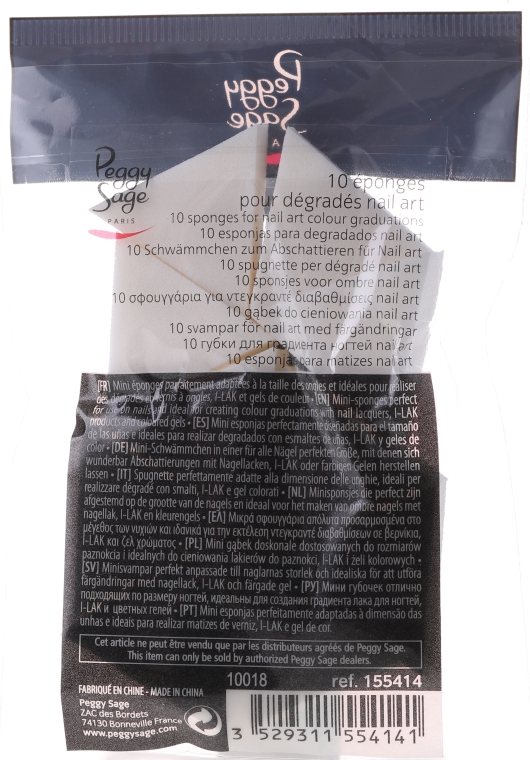 Peggy
Sage
Peggy
Sage
PARIS
10 éponges
pour dégradés nail art
10 sponges for nail art colour graduations
10 esponjas para degradados nail art
10 Schwämmchen zum Abschattieren für Nail art
10 spugnette per dégradé nail art
10 sponsjes voor ombre nail art
10 σφουγγάρια για ντεγκραντέ διαβαθμίσεις nail art
10 gąbek do cieniowania nail art
10 svampar för nail art med färgändringar
10 губки для градиента ногтей nail art
10 esponjas para matizes nail art
[FR] Mini éponges parfaitement adaptées à la taille des ongles et idéales pour réaliser
des dégradés vernis à ongles, I-LAK et gels de couleur • [EN] Mini-sponges perfect
for use on nails and ideal for creating colour graduations in nail lacquers, I-LAK
products and coloured gels • [ES] Mini esponjas perfectamente diseñadas para el tamaño
de las unas e ideales para realizar degradados con esmaltes de uñas, I-LAK y geles de
color • [DE] Mini-Schwämmchen in einer für alle Nägel perfekten Größe, mit denen sich
wunderbar Abschattierungen mit Nagellacken, I-LAK oder farbigen Gelen herstellen
lassen • [IT] Spugnette perfettamente adatte alla dimensione delle unghie, ideali per
realizzare dégradé con smalti, I-LAK e gel colorati • [NL] Minisponsjes die perfect zijn
afgestemd op de grootte van de nagels en ideaal voor het maken van ombre nagels met
nagellak, I-LAK en kleurengels • [ΕΛ] Μικρά σφουγγάρια απόλυτα προσαρμοσμένα στο
μέγεθος των νυχιών και ιδανικά για την εκτέλεση ντεγκραντέ διαβαθμίσεων σε βερνίκια,
I-LAK και ζελ χρώματος • [PL] Mini gąbek doskonale dostosowanych do rozmiarów
paznokcia i idealnych do cieniowania lakierów do paznokci, I-LAK i żeli kolorowych •
[SV] Minisvampar perfekt anpassade till naglarnas storlek och idealiska för att utföra
färgändringar med nagellack, I-LAK och färgade gel • [РУ] Мини губочек отлично
подходящих по размеру ногтей, идеальны для создания градиента лака для ногтей,
I-LAK и цветных гелей • [PT] Mini esponjas perfeitamente adaptadas à dimensão das
unhas e ideais para realizar matizes de verniz, I-LAK e gel de cor.
Cet article ne peut être vendu que par les distributeurs agréés de Peggy Sage.
This item can only be sold by authorized Peggy Sage dealers.
10018 ref. 155414
FABRIQUÉ EN CHINE - MADE IN CHINA
Peggy Sage
ZAC des Bordets
74130 Bonneville France
www.peggysage.com
3 529311 554141